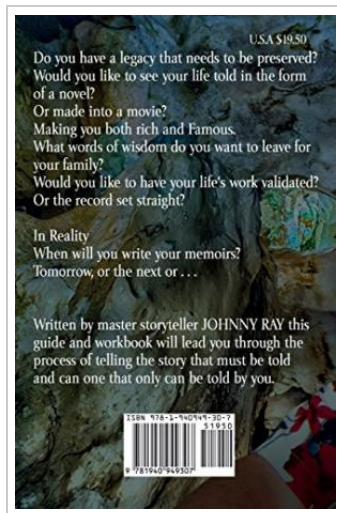 U.S.A $19.50
Do you have a legacy that needs to be preserved?
Would you like to see your life told in the form
of a novel?
Or made into a movie?
Making you both rich and Famous.
What words of wisdom do you want to leave for
your family?
Would you like to have your life's work validated?
Or the record set straight?
In Reality
When will you write your memoirs?
Tomorrow, or the next or . . .
Written by master storyteller JOHNNY RAY this
guide and workbook will lead you through the
process of telling the story that must be told
and can one that only can be told by you.
ISBN 978-1-940949-30-7
51950
9 781940 949307